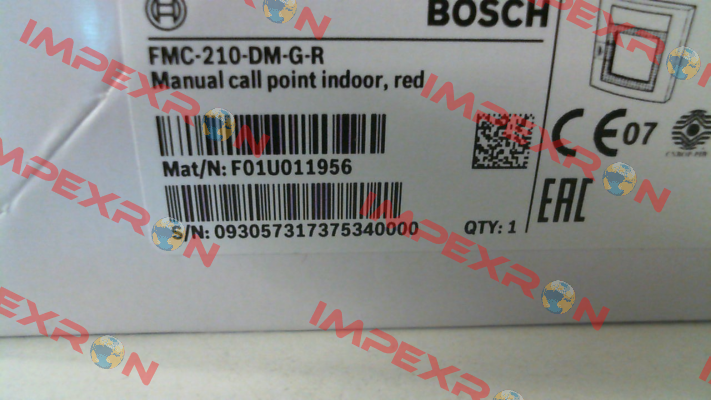 BOSCH
FMC-210-DM-G-R
Manual call point indoor, red
Mat/N: F01U011956
S/N: 093057317375340000
QTY: 1
CE 07
EAC
IMPEXRON
IMPEXRON
IMPEXRON
IMPEXRON
IMPEXRON
IMPEXRON